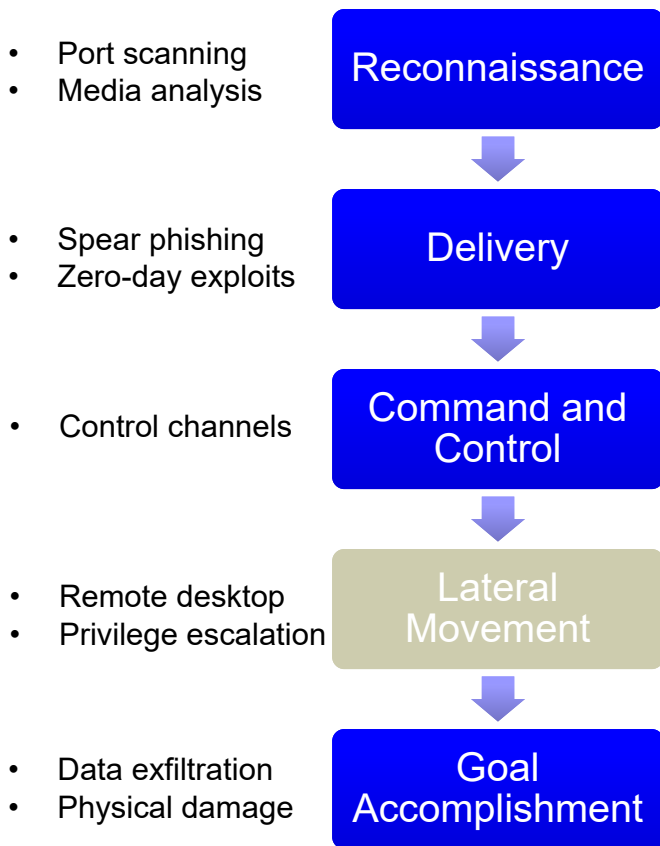 • Port scanning
• Media analysis
Reconnaissance
• Spear phishing
• Zero-day exploits
Delivery
• Control channels
Command and
Control
• Remote desktop
• Privilege escalation
Lateral
Movement
• Data exfiltration
• Physical damage
Goal
Accomplishment